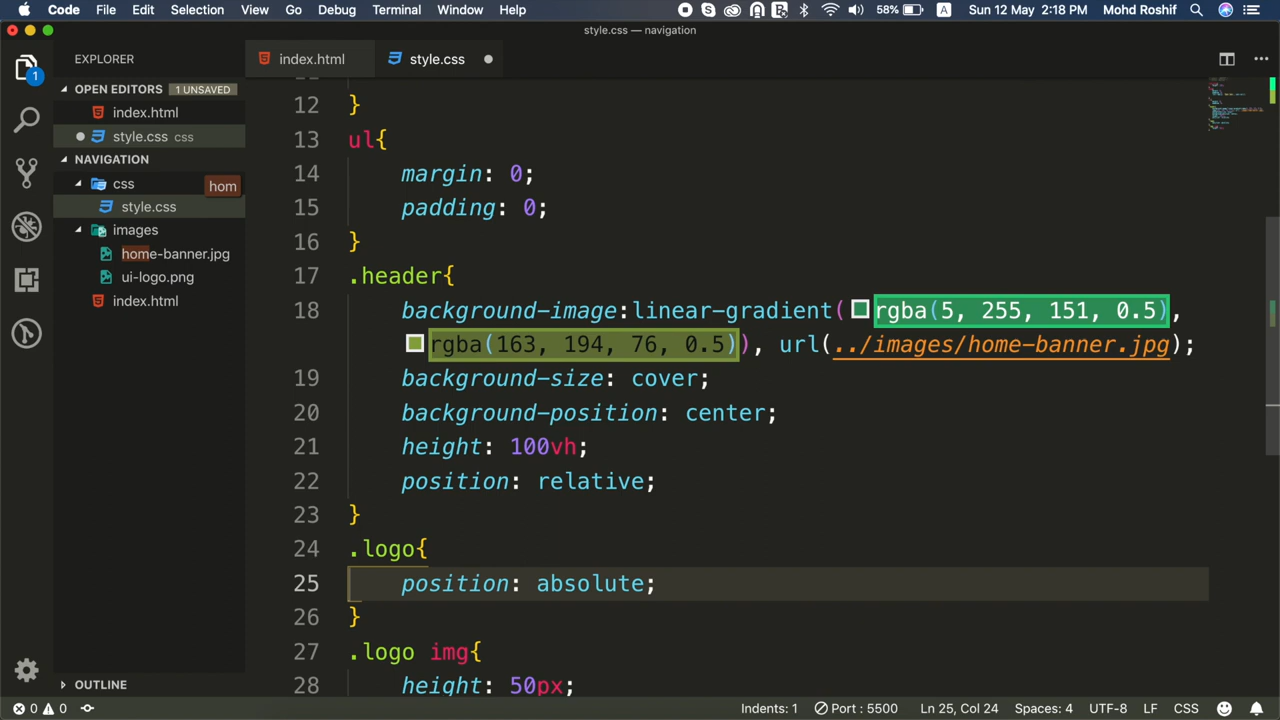 Code File Edit Selection View Go Debug Terminal Window Help 58% A Sun 12 May 2:18 PM Mohd Roshif
style.css — navigation
EXPLORER
index.html
style.css
OPEN EDITORS 1 UNSAVED
index.html
style.css css
NAVIGATION
css
hom
style.css
images
home-banner.jpg
ui-logo.png
index.html
OUTLINE
1
12 }
13 ul{
14 margin: 0;
15 padding: 0;
16 }
17 .header{
18 background-image:linear-gradient(rgba(5, 255, 151, 0.5),
rgba(163, 194, 76, 0.5)), url(../images/home-banner.jpg);
19 background-size: cover;
20 background-position: center;
21 height: 100vh;
22 position: relative;
23 }
24 .logo{
25 position: absolute;
26 }
27 .logo img{
28 height: 50px;
0 0 Indents: 1 Port : 5500 Ln 25, Col 24 Spaces: 4 UTF-8 LF CSS